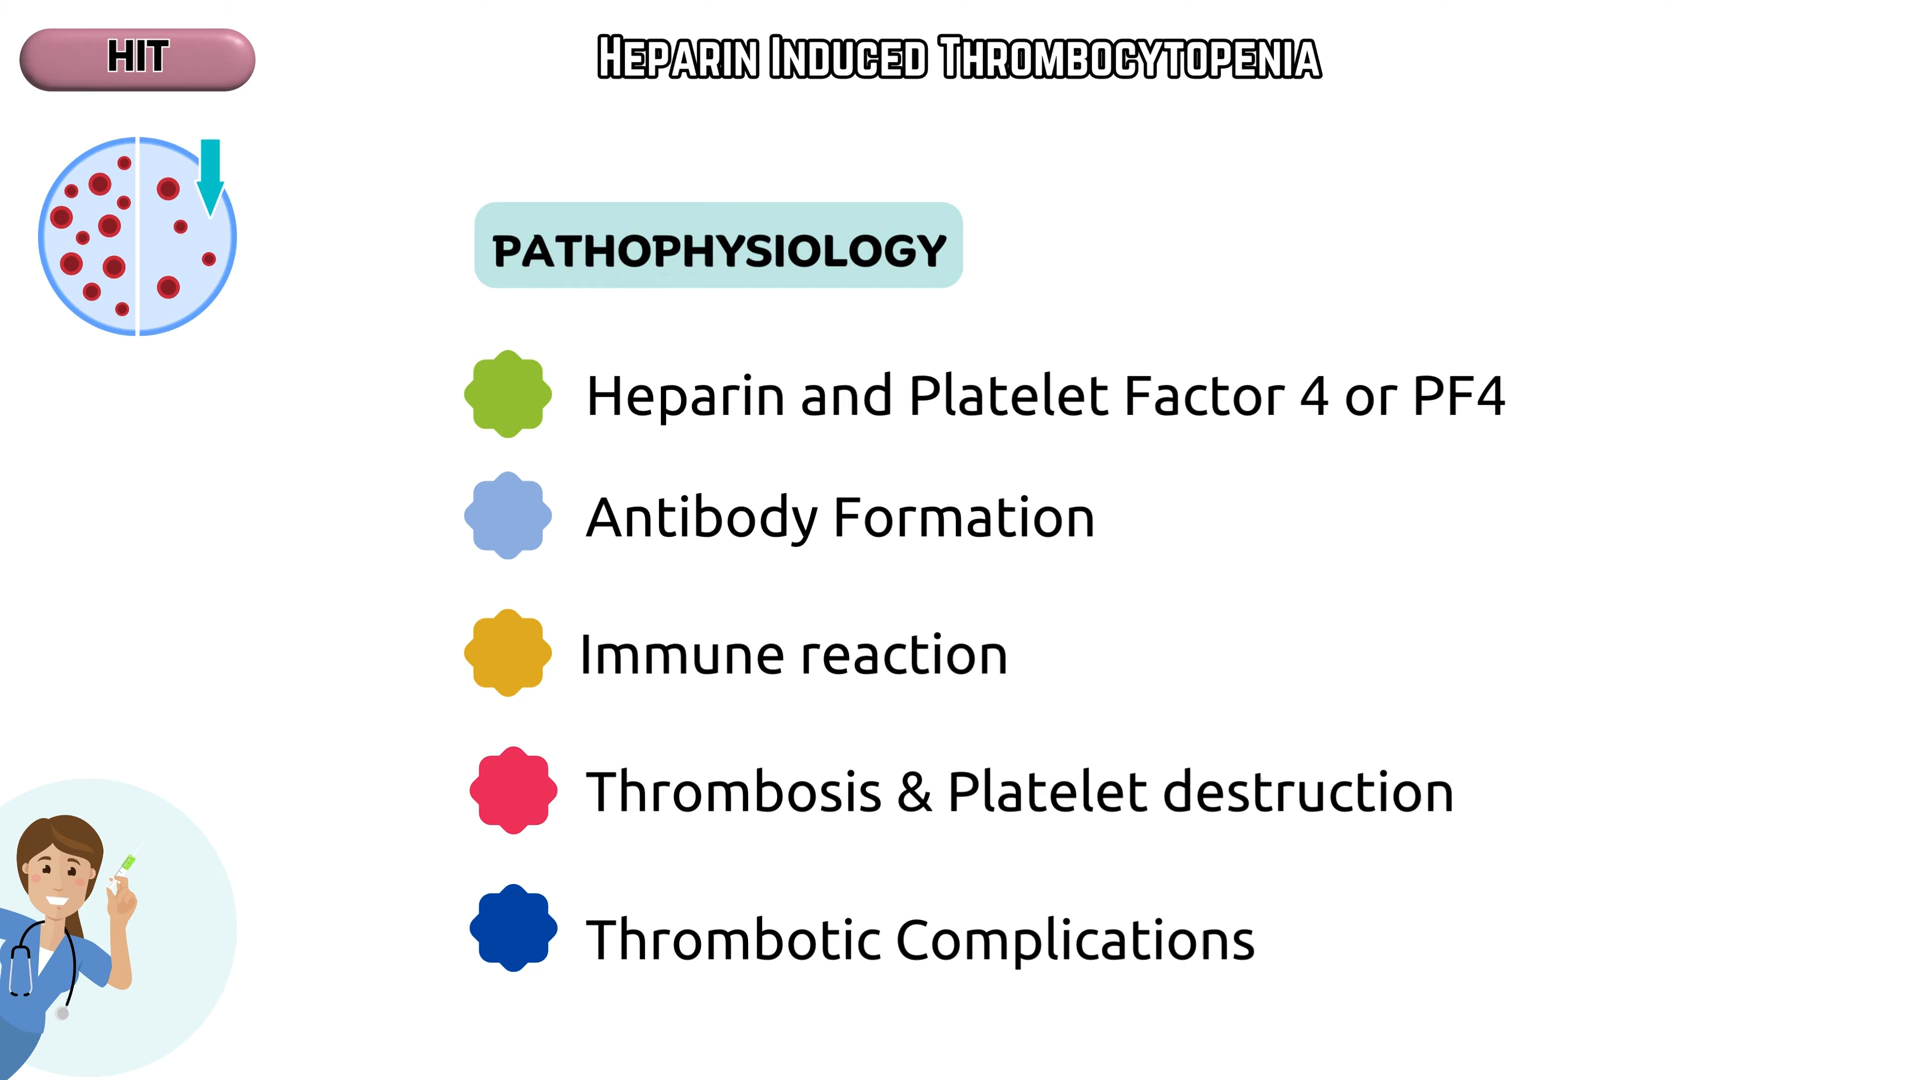 HIT
Heparin Induced Thrombocytopenia
PATHOPHYSIOLOGY
Heparin and Platelet Factor 4 or PF4
Antibody Formation
Immune reaction
Thrombosis & Platelet destruction
Thrombotic Complications